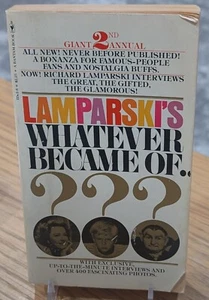 2ND
GIANT ANNUAL
ALL NEW! NEVER BEFORE PUBLISHED!
A BONANZA FOR FAMOUS-PEOPLE
FANS AND NOSTALGIA BUFFS.
NOW! RICHARD LAMPARSKI INTERVIEWS
THE GREAT, THE GIFTED,
THE GLAMOROUS!
LAMPARSKI'S
WHATEVER
BECAME OF..
???
WITH EXCLUSIVE,
UP-TO-THE-MINUTE INTERVIEWS AND
OVER 400 FASCINATING PHOTOS.